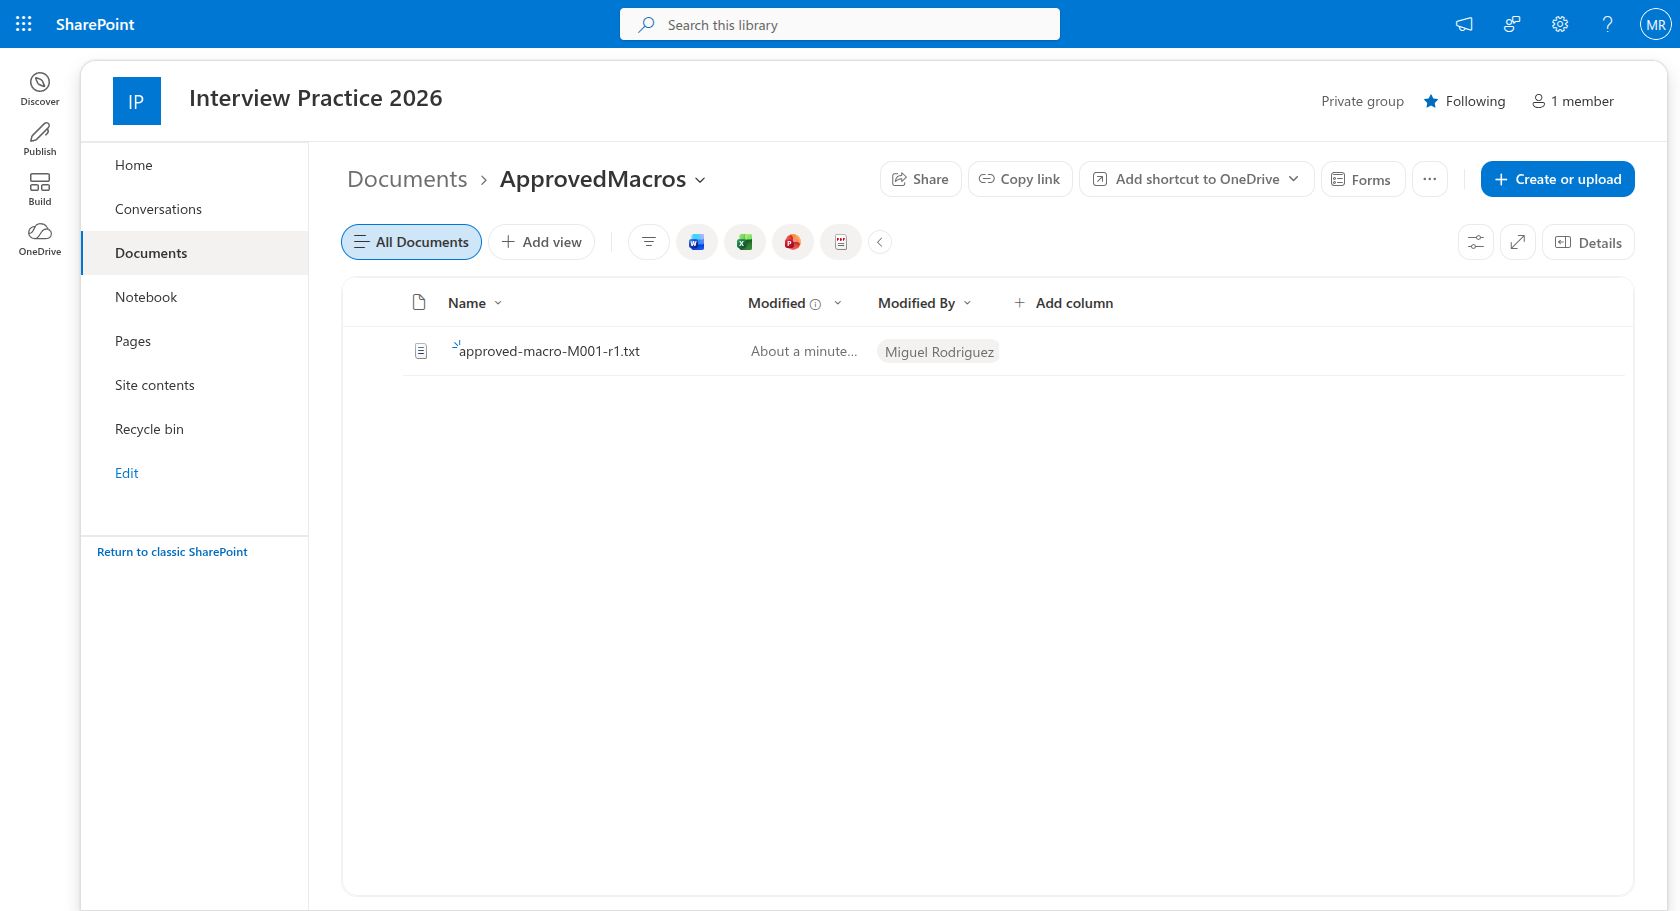 SharePoint
Search this library
MR
Discover
Publish
Build
OneDrive
IP
Interview Practice 2026
Private group
Following
1 member
Home
Conversations
Documents
Notebook
Pages
Site contents
Recycle bin
Edit
Return to classic SharePoint
Documents > ApprovedMacros
Share
Copy link
Add shortcut to OneDrive
Forms
Create or upload
All Documents
Add view
Details
Name
Modified
Modified By
Add column
approved-macro-M001-r1.txt
About a minute...
Miguel Rodriguez